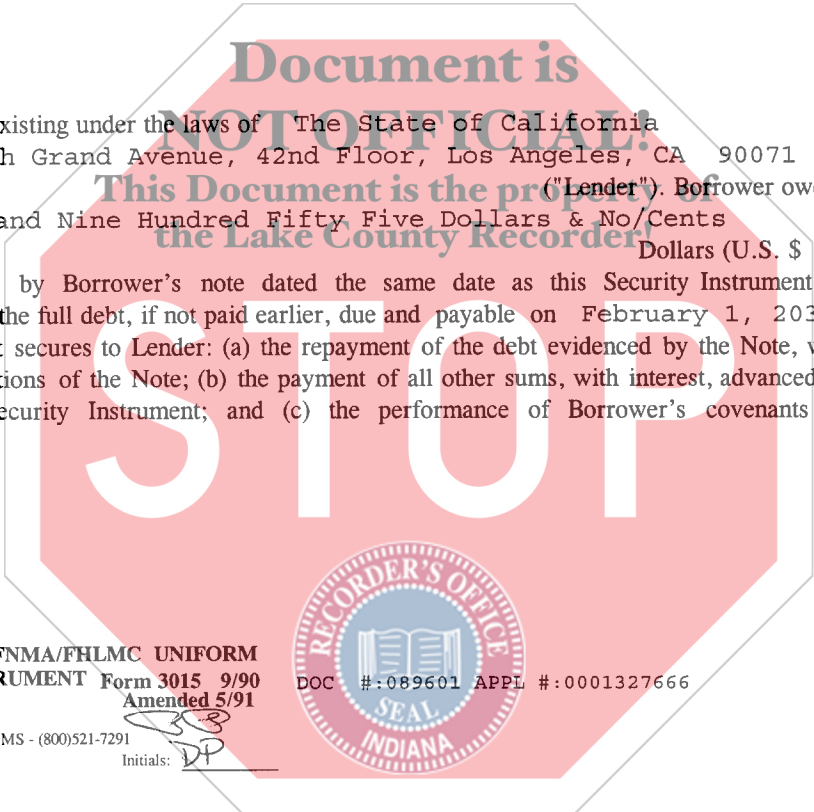 Document is
NOT OFFICIAL!
This Document is the property of
the Lake County Recorder!
STOP
xisting under the laws of The State of California
h Grand Avenue, 42nd Floor, Los Angeles, CA 90071
("Lender"). Borrower owe
and Nine Hundred Fifty Five Dollars & No/Cents
Dollars (U.S. $
by Borrower's note dated the same date as this Security Instrument
the full debt, if not paid earlier, due and payable on February 1, 203
t secures to Lender: (a) the repayment of the debt evidenced by the Note, w
tions of the Note; (b) the payment of all other sums, with interest, advanced
ecurity Instrument; and (c) the performance of Borrower's covenants
RECORDER'S OFFICE
SEAL
INDIANA
FNMA/FHLMC UNIFORM
RUMENT Form 3015 9/90 DOC #:089601 APPL #:0001327666
Amended 5/91
MS - (800)521-7291
Initials: DP